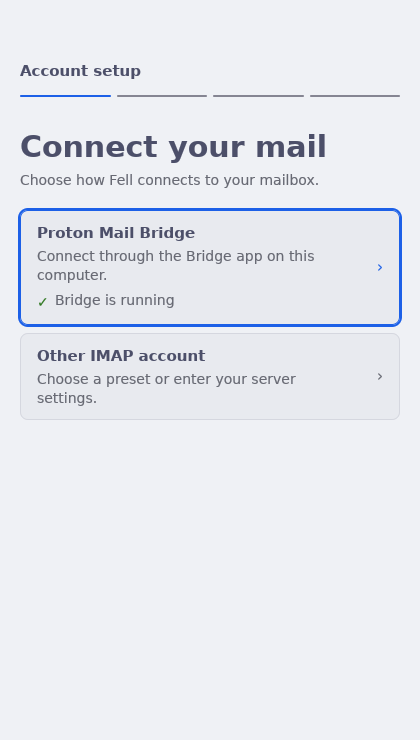 Account setup
Connect your mail
Choose how Fell connects to your mailbox.
Proton Mail Bridge
Connect through the Bridge app on this
computer.
✓ Bridge is running
›
Other IMAP account
Choose a preset or enter your server
settings.
›